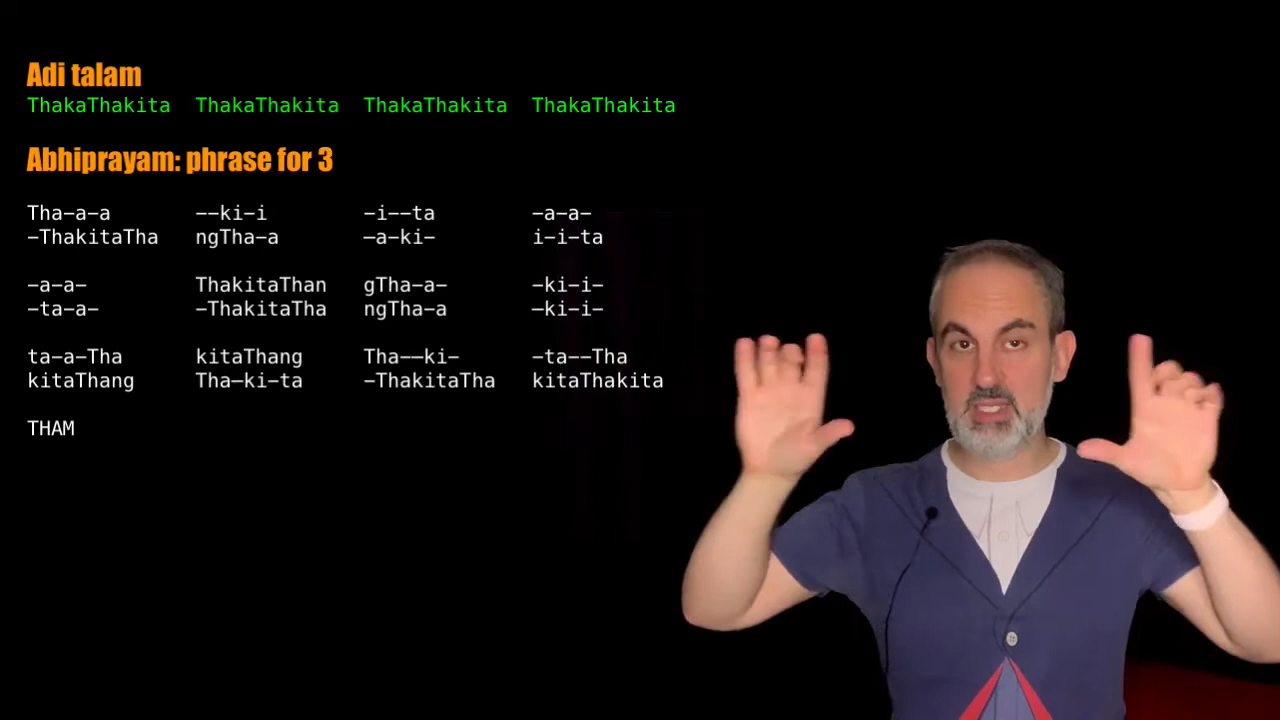 Adi talam
ThakaThakita ThakaThakita ThakaThakita ThakaThakita
Abhiprayam: phrase for 3
Tha-a-a --ki-i -i--ta -a-a-
-ThakitaTha ngTha-a -a-ki- i-i-ta
-a-a- ThakitaThan gTha-a- -ki-i-
-ta-a- -ThakitaTha ngTha-a -ki-i-
ta-a-Tha kitaThang Tha--ki- -ta--Tha
kitaThang Tha-ki-ta -ThakitaTha kitaThakita
THAM